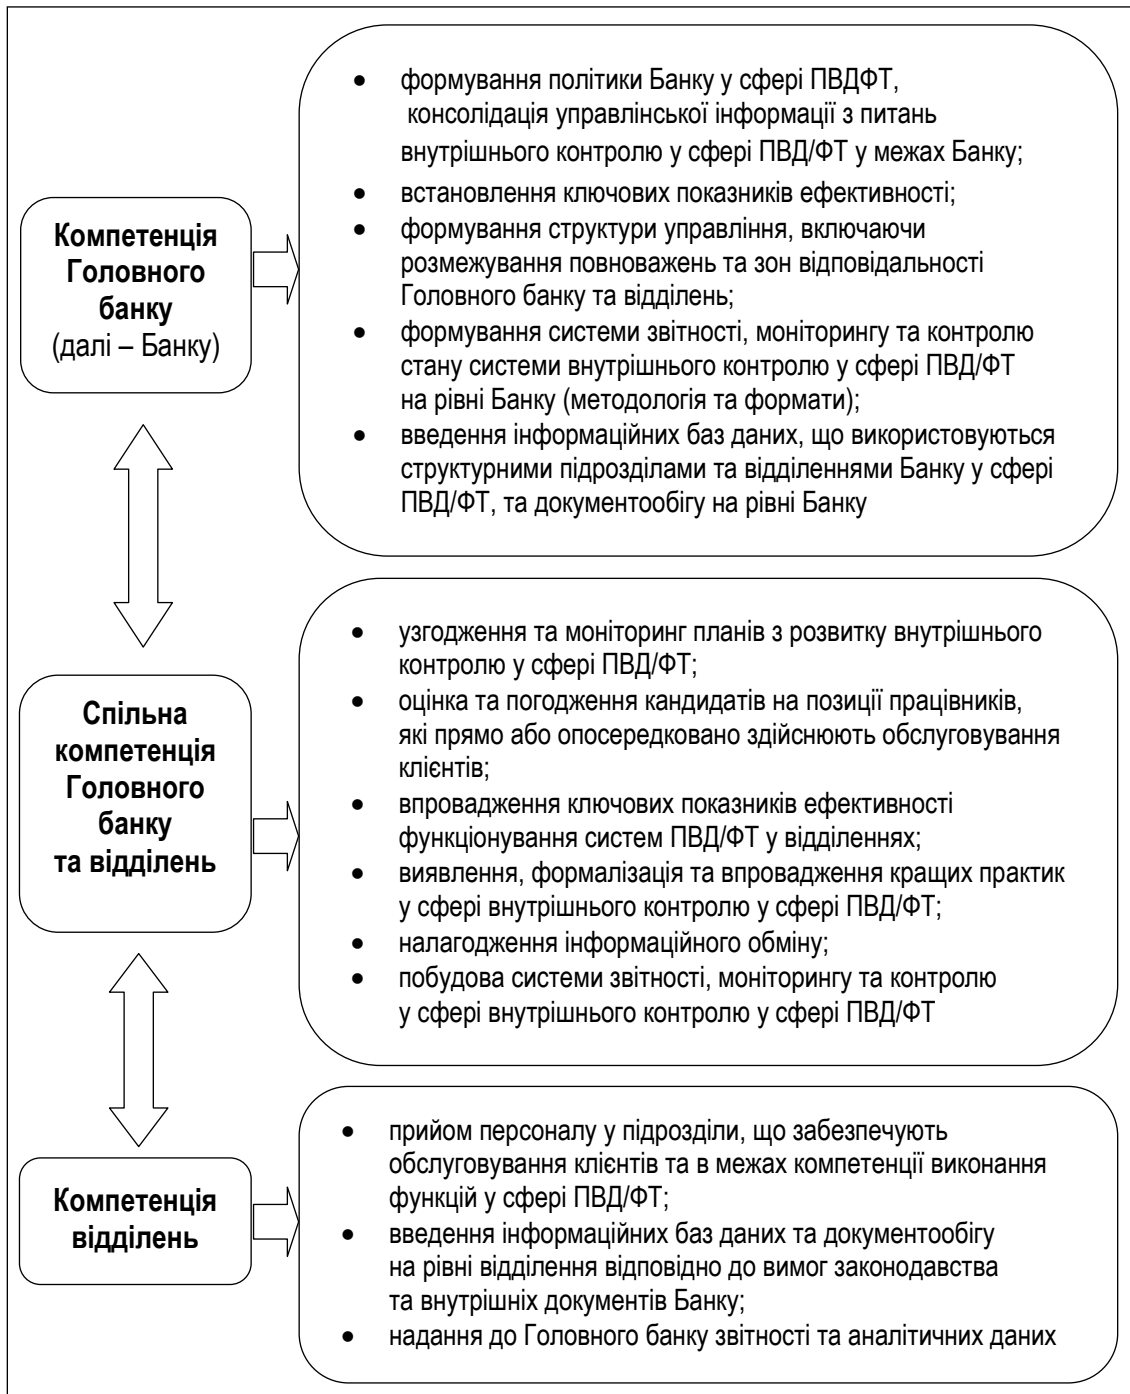 • формування політики Банку у сфері ПВДФТ,
консолідація управлінської інформації з питань
внутрішнього контролю у сфері ПВД/ФТ у межах Банку;
• встановлення ключових показників ефективності;
• формування структури управління, включаючи
розмежування повноважень та зон відповідальності
Головного банку та відділень;
• формування системи звітності, моніторингу та контролю
стану системи внутрішнього контролю у сфері ПВД/ФТ
на рівні Банку (методологія та формати);
• введення інформаційних баз даних, що використовуються
структурними підрозділами та відділеннями Банку у сфері
ПВД/ФТ, та документообігу на рівні Банку
Компетенція
Головного
банку
(далі – Банку)
• узгодження та моніторинг планів з розвитку внутрішнього
контролю у сфері ПВД/ФТ;
• оцінка та погодження кандидатів на позиції працівників,
які прямо або опосередковано здійснюють обслуговування
клієнтів;
• впровадження ключових показників ефективності
функціонування систем ПВД/ФТ у відділеннях;
• виявлення, формалізація та впровадження кращих практик
у сфері внутрішнього контролю у сфері ПВД/ФТ;
• налагодження інформаційного обміну;
• побудова системи звітності, моніторингу та контролю
у сфері внутрішнього контролю у сфері ПВД/ФТ
Спільна
компетенція
Головного
банку
та відділень
• прийом персоналу у підрозділи, що забезпечують
обслуговування клієнтів та в межах компетенції виконання
функцій у сфері ПВД/ФТ;
• введення інформаційних баз даних та документообігу
на рівні відділення відповідно до вимог законодавства
та внутрішніх документів Банку;
• надання до Головного банку звітності та аналітичних даних
Компетенція
відділень